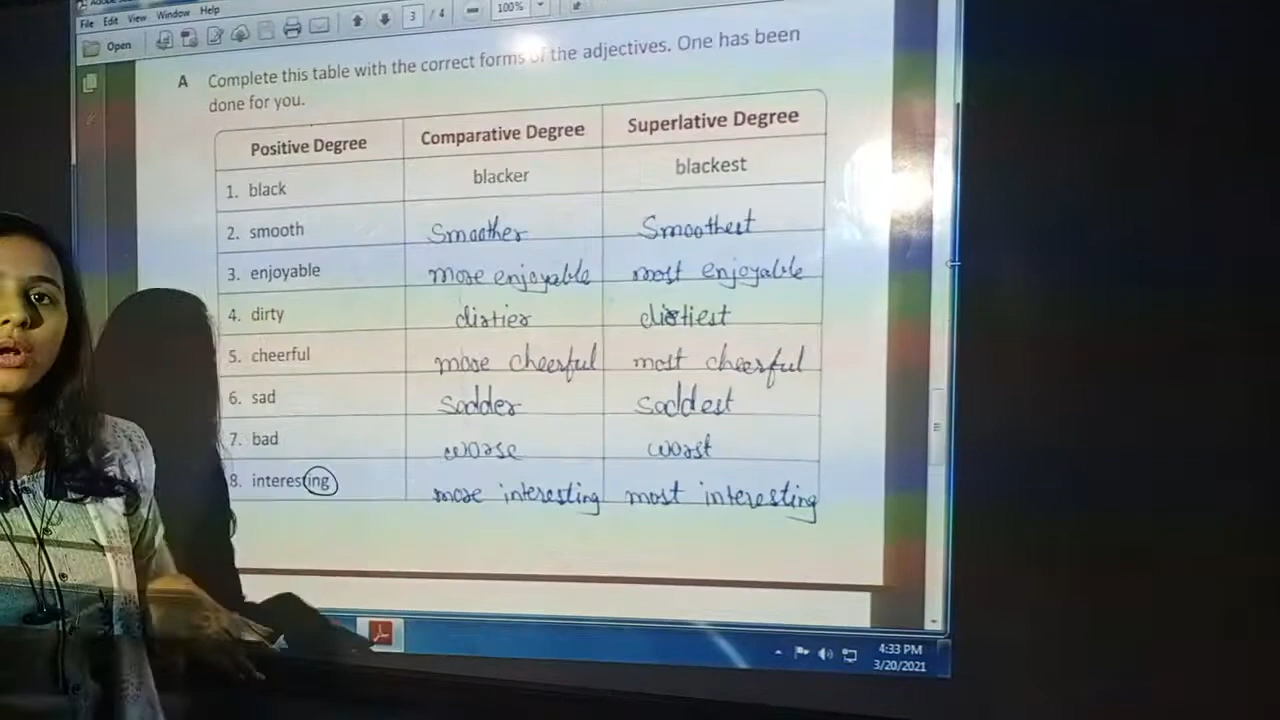 File Edit View Window Help
Open 3 / 4 100%
A Complete this table with the correct forms of the adjectives. One has been
done for you.
Positive Degree Comparative Degree Superlative Degree
1. black blacker blackest
2. smooth Smoother Smoothest
3. enjoyable more enjoyable most enjoyable
4. dirty dirtier dirtiest
5. cheerful more cheerful most cheerful
6. sad sadder saddest
7. bad worse worst
8. interesting more interesting most interesting
4:33 PM
3/20/2021